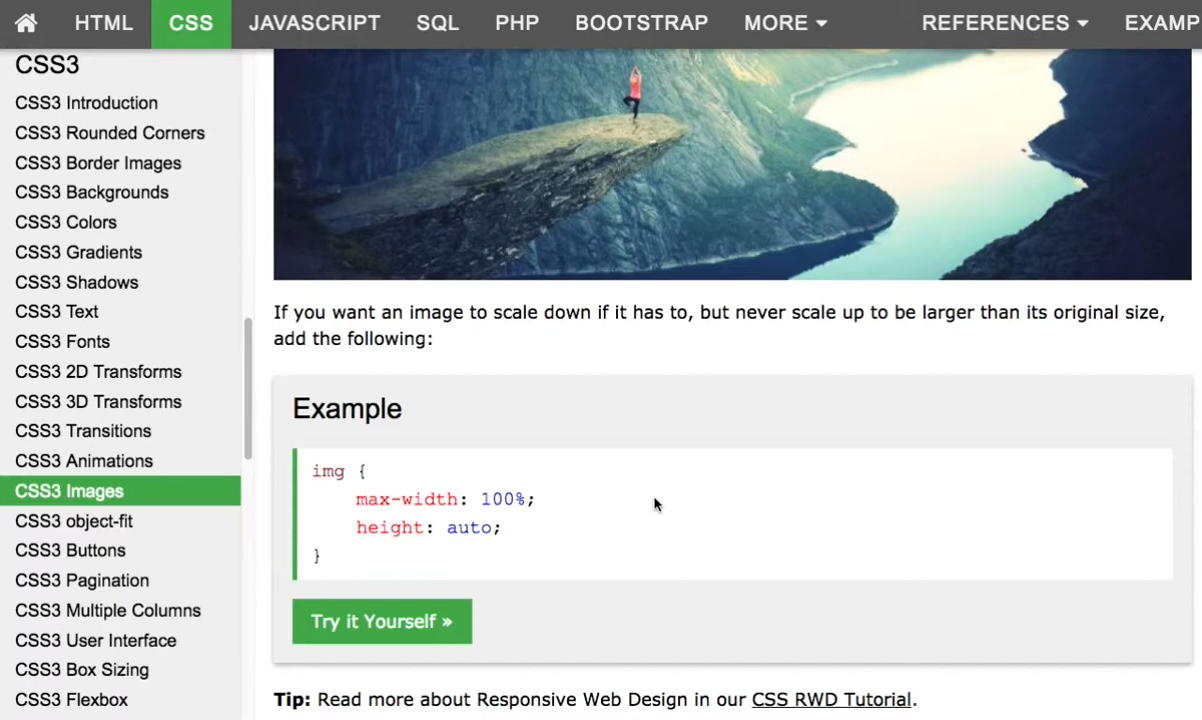 HTML CSS JAVASCRIPT SQL PHP BOOTSTRAP MORE REFERENCES
CSS3
CSS3 Introduction
CSS3 Rounded Corners
CSS3 Border Images
CSS3 Backgrounds
CSS3 Colors
CSS3 Gradients
CSS3 Shadows
CSS3 Text
CSS3 Fonts
CSS3 2D Transforms
CSS3 3D Transforms
CSS3 Transitions
CSS3 Animations
CSS3 Images
CSS3 object-fit
CSS3 Buttons
CSS3 Pagination
CSS3 Multiple Columns
CSS3 User Interface
CSS3 Box Sizing
CSS3 Flexbox
If you want an image to scale down if it has to, but never scale up to be larger than its original size,
add the following:
Example
img {
max-width: 100%;
height: auto;
}
Try it Yourself »
Tip: Read more about Responsive Web Design in our CSS RWD Tutorial.